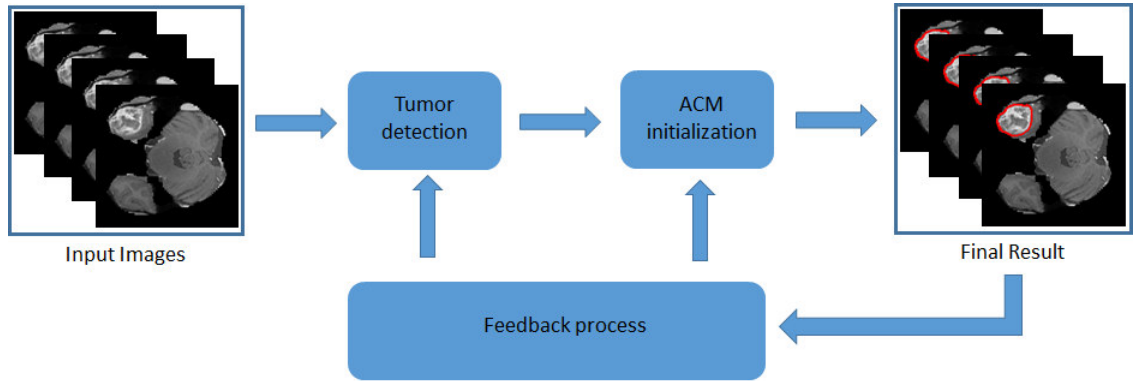 Tumor
detection
ACM
initialization
Input Images
Final Result
Feedback process